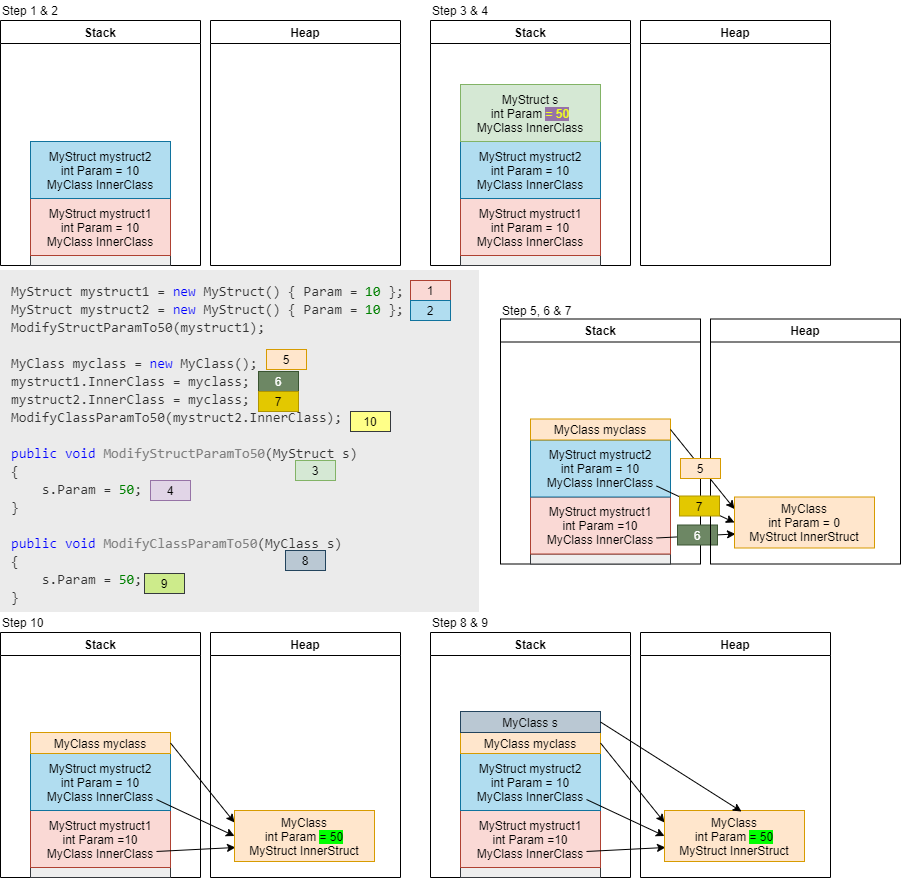 Step 1 & 2
Stack
Heap
MyStruct mystruct2
int Param = 10
MyClass InnerClass
MyStruct mystruct1
int Param = 10
MyClass InnerClass
Step 3 & 4
Stack
Heap
MyStruct s
int Param = 50
MyClass InnerClass
MyStruct mystruct2
int Param = 10
MyClass InnerClass
MyStruct mystruct1
int Param = 10
MyClass InnerClass
MyStruct mystruct1 = new MyStruct() { Param = 10 }; 1
MyStruct mystruct2 = new MyStruct() { Param = 10 }; 2
ModifyStructParamTo50(mystruct1);
MyClass myclass = new MyClass(); 5
mystruct1.InnerClass = myclass; 6
mystruct2.InnerClass = myclass; 7
ModifyClassParamTo50(mystruct2.InnerClass); 10
public void ModifyStructParamTo50(MyStruct s)
{ 3
s.Param = 50; 4
}
public void ModifyClassParamTo50(MyClass s)
{ 8
s.Param = 50; 9
}
Step 5, 6 & 7
Stack
Heap
MyClass myclass
MyStruct mystruct2
int Param = 10
MyClass InnerClass
MyStruct mystruct1
int Param =10
MyClass InnerClass
5
7
6
MyClass
int Param = 0
MyStruct InnerStruct
Step 10
Stack
Heap
MyClass myclass
MyStruct mystruct2
int Param = 10
MyClass InnerClass
MyStruct mystruct1
int Param =10
MyClass InnerClass
MyClass
int Param = 50
MyStruct InnerStruct
Step 8 & 9
Stack
Heap
MyClass s
MyClass myclass
MyStruct mystruct2
int Param = 10
MyClass InnerClass
MyStruct mystruct1
int Param =10
MyClass InnerClass
MyClass
int Param = 50
MyStruct InnerStruct